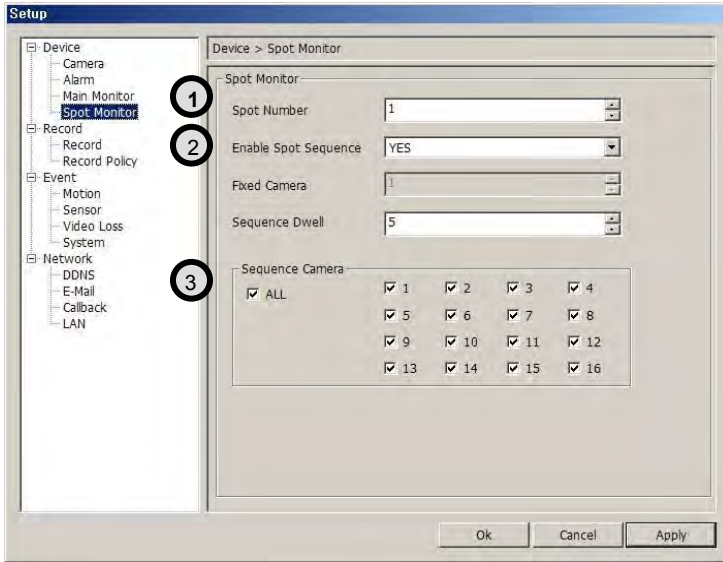 Setup
Device
Camera
Alarm
Main Monitor
Spot Monitor
Record
Record
Record Policy
Event
Motion
Sensor
Video Loss
System
Network
DDNS
E-Mail
Callback
LAN
Device > Spot Monitor
Spot Monitor
1
Spot Number 1
2
Enable Spot Sequence YES
Fixed Camera 1
Sequence Dwell 5
3
Sequence Camera
ALL 1 2 3 4
5 6 7 8
9 10 11 12
13 14 15 16
Ok Cancel Apply